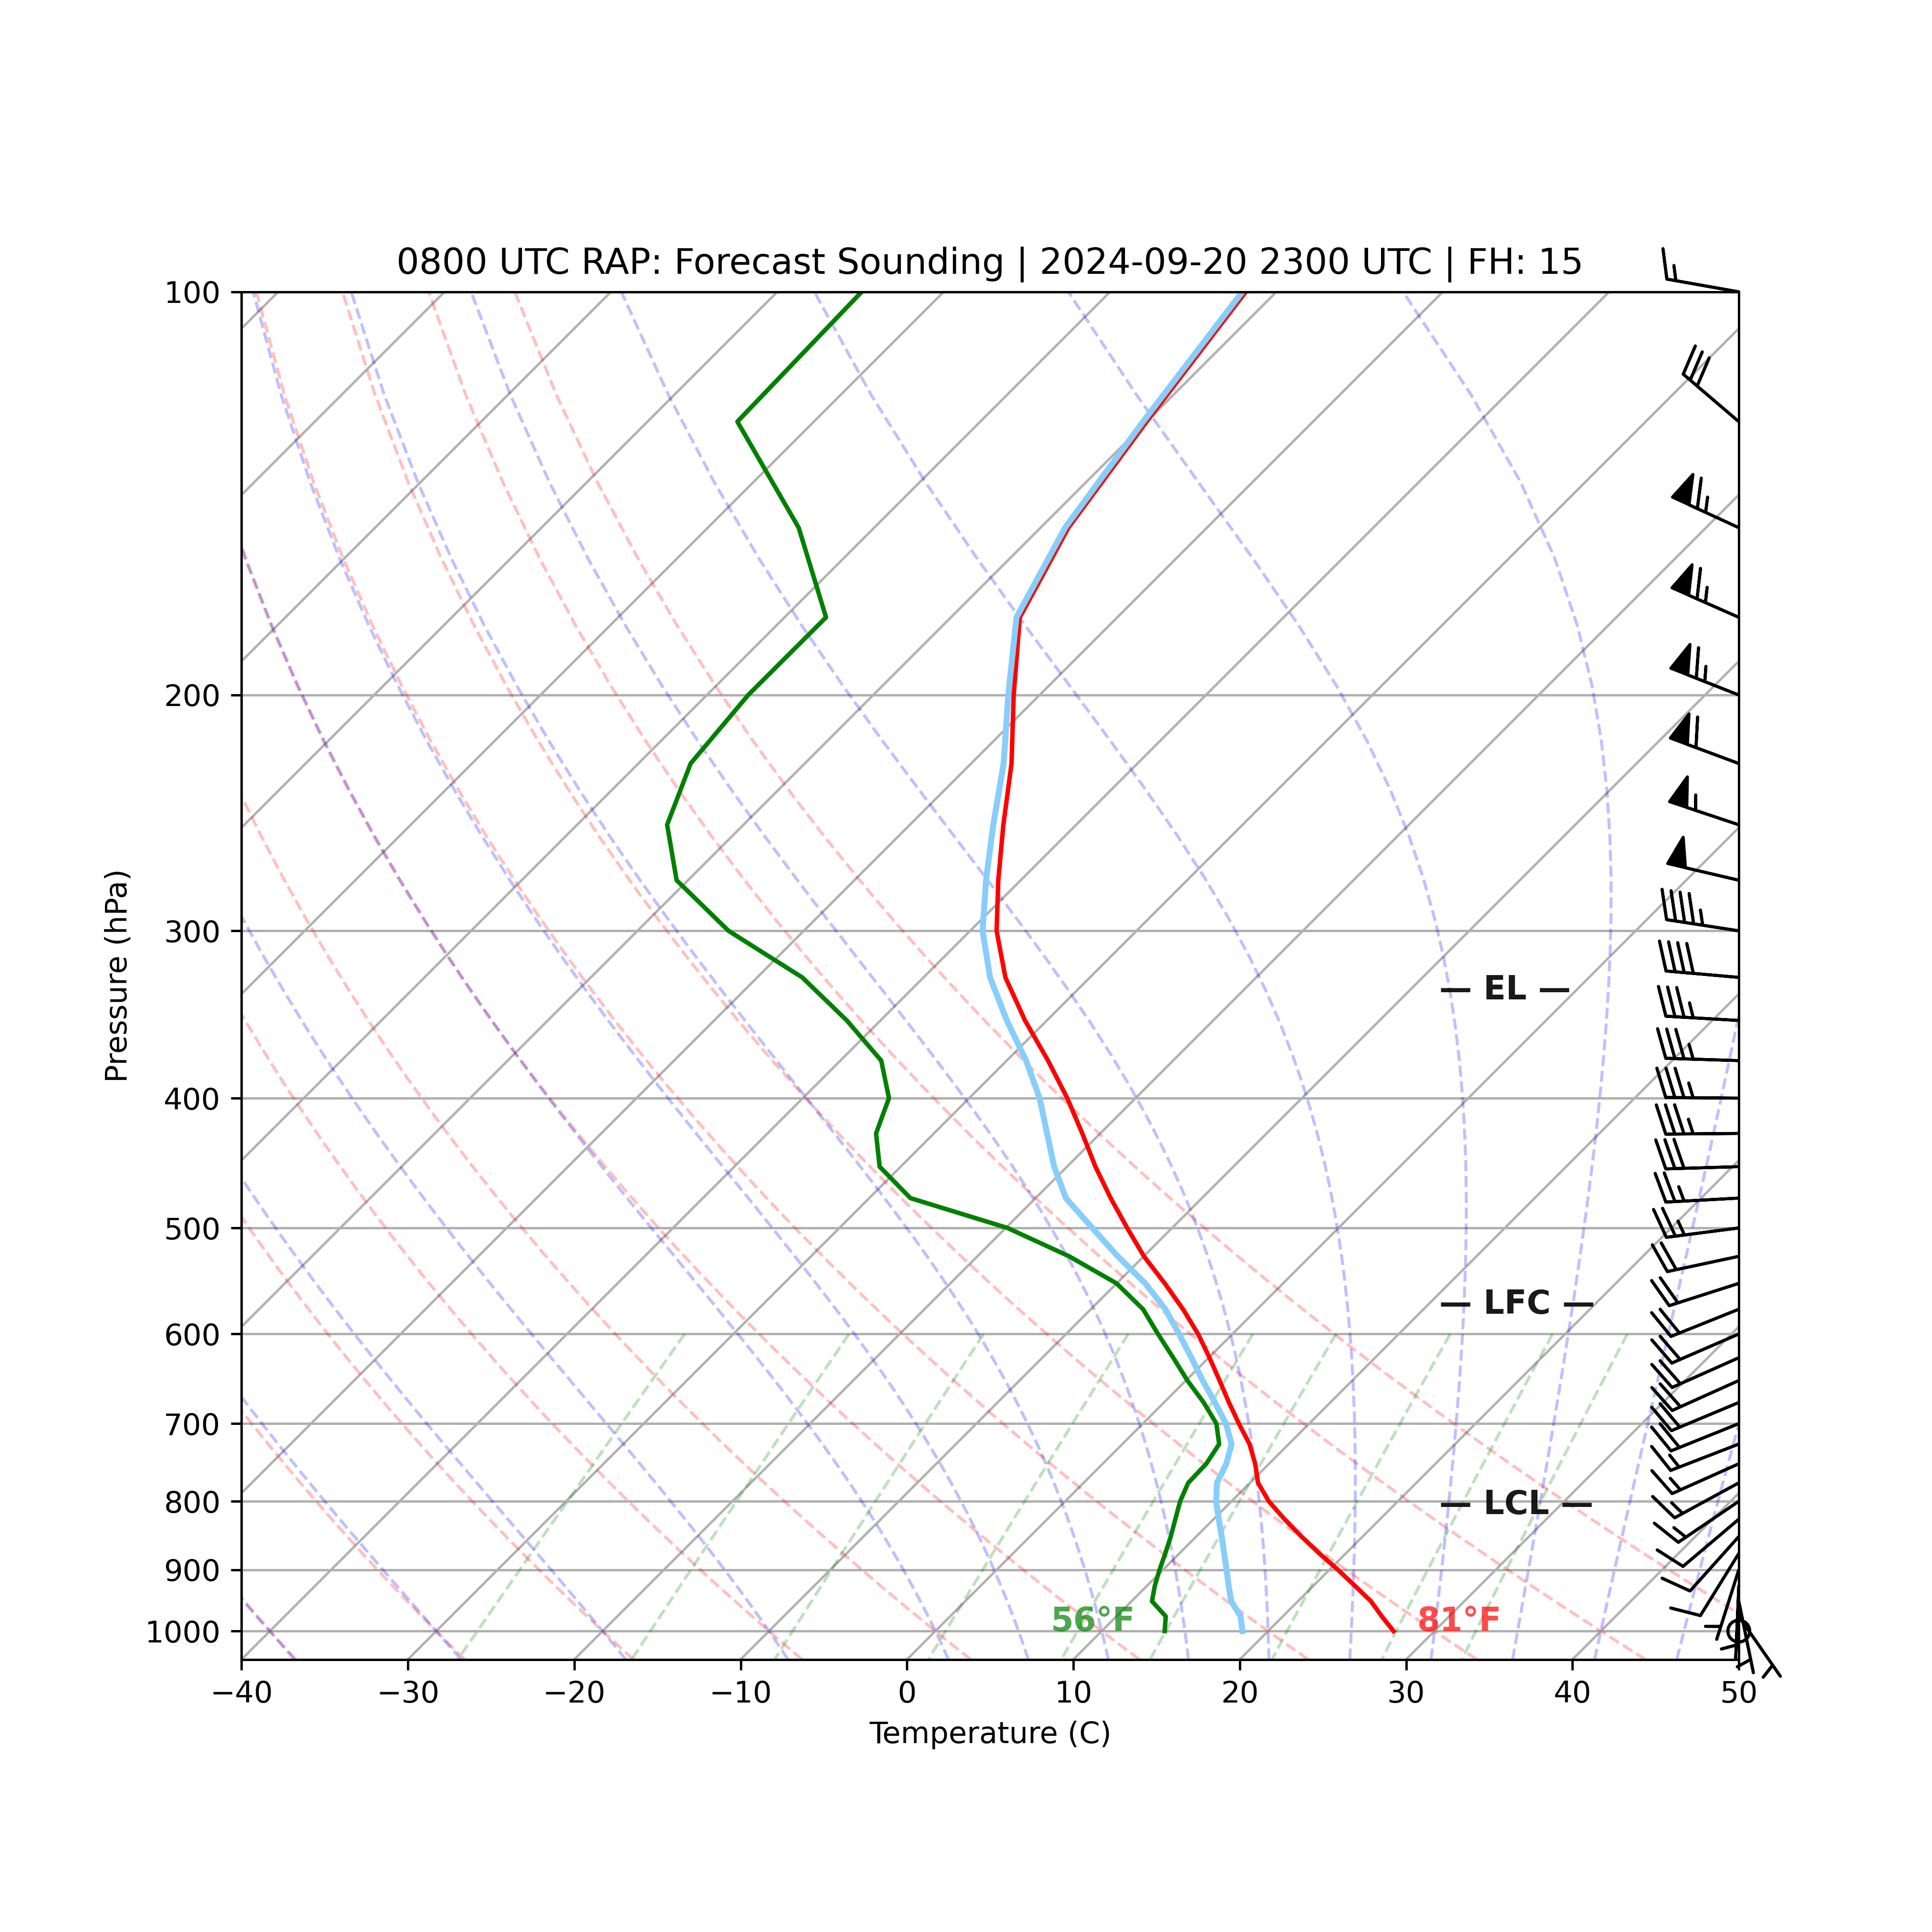 0800 UTC RAP: Forecast Sounding | 2024-09-20 2300 UTC | FH: 15
100
200
300
400
500
600
700
800
900
1000
Pressure (hPa)
— EL —
— LFC —
— LCL —
56°F
81°F
−40 −30 −20 −10 0 10 20 30 40 50
Temperature (C)